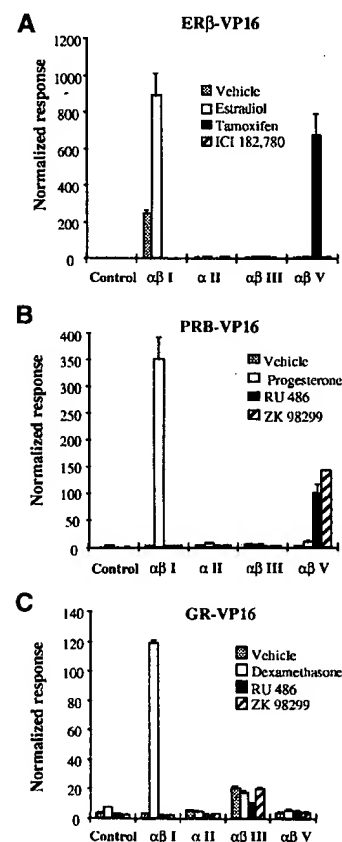 A
ERβ-VP16
Normalized response
1200
1000
800
600
400
200
0
Vehicle
Estradiol
Tamoxifen
ICI 182,780
Control αβ I α II αβ III αβ V
B
PRB-VP16
Normalized response
400
350
300
250
200
150
100
50
0
Vehicle
Progesterone
RU 486
ZK 98299
Control αβ I α II αβ III αβ V
C
GR-VP16
Normalized response
140
120
100
80
60
40
20
0
Vehicle
Dexamethasone
RU 486
ZK 98299
Control αβ I α II αβ III αβ V